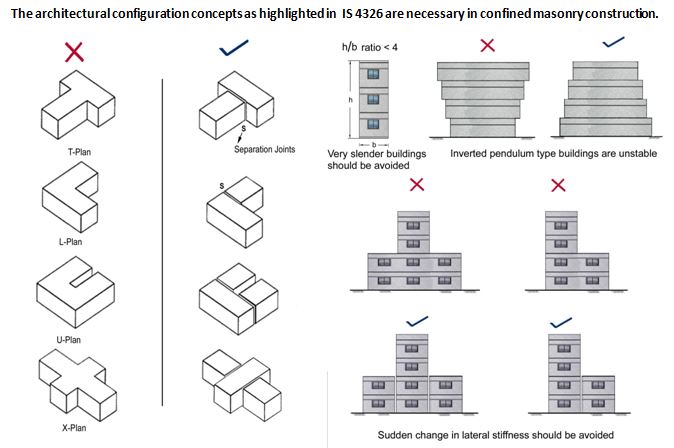 The architectural configuration concepts as highlighted in IS 4326 are necessary in confined masonry construction.
T-Plan
S
Separation Joints
L-Plan
S
U-Plan
X-Plan
h/b ratio < 4
h
b
Very slender buildings
should be avoided
Inverted pendulum type buildings are unstable
Sudden change in lateral stiffness should be avoided